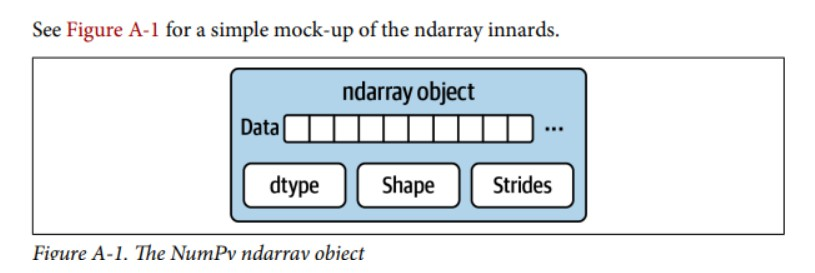 See Figure A-1 for a simple mock-up of the ndarray innards.
ndarray object
Data ...
dtype Shape Strides
Figure A-1. The NumPy ndarray object